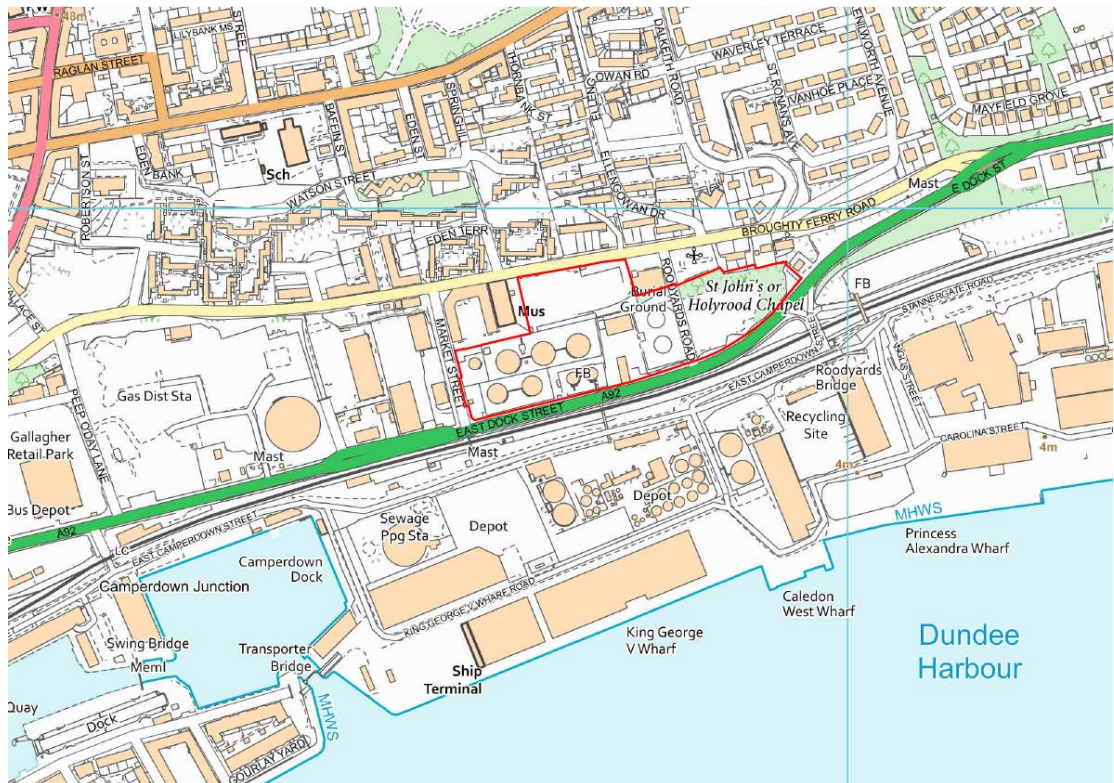 48m
LILYBANK MS
STREET
RAGLAN STREET
BAFFIN ST
EDEN ST
SPRINGHILL
THORNBANK ST
GLENG
DALKEITH ROAD
WAVERLEY TERRACE
OWAN RD
IVANHOE PLACE
STRONANS AVE
KENILWORTH AVENUE
MAYFIELD GROVE
EDEN
BANK
Sch
WATSON STREET
ROBERTSON ST
Mast
E DOCK ST
BROUGHTY FERRY ROAD
ELLENGOWAN DR
EDEN TERR
WALLACE ST
Mus
Burial
Ground
St John's or
Holyrood Chapel
ROODYARDS ROAD
FB
STANNERGATE ROAD
MARKET STREET
FB
EAST CAMPERDOWN
STREET
Roodyards
Bridge
ANGUS STREET
PEEP O'DAY LANE
Gas Dist Sta
EAST DOCK STREET
A92
Recycling
Site
CAROLINA STREET
4m
4m
Gallagher
Retail Park
Mast
Mast
Bus Depot
A92
Sewage
Ppg Sta
Depot
Depot
MHWS
Princess
Alexandra Wharf
LC
EAST CAMPERDOWN STREET
Camperdown
Dock
Camperdown Junction
KING GEORGE V WHARF ROAD
Caledon
West Wharf
Swing Bridge
Meml
Transporter
Bridge
King George
V Wharf
Dundee
Harbour
Ship
Terminal
MHWS
Quay
Dock
GOURLAY YARD